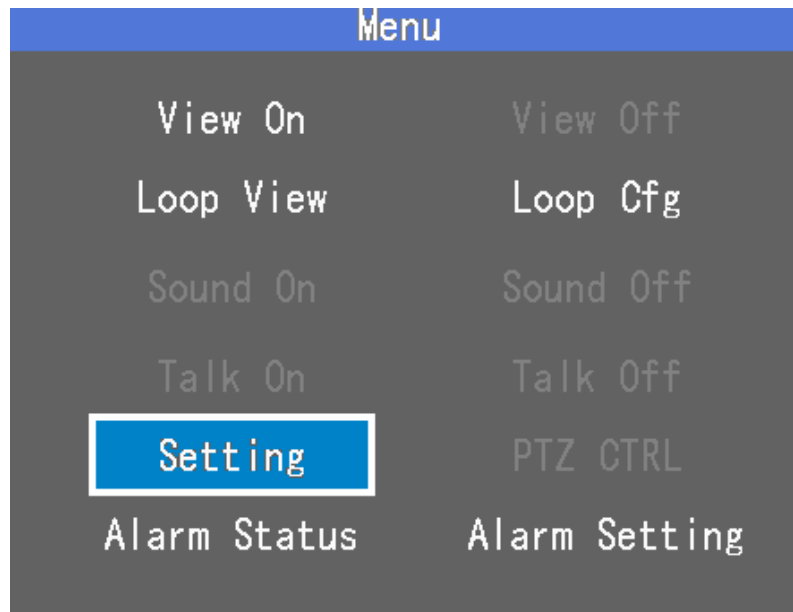 Menu
View On View Off
Loop View Loop Cfg
Sound On Sound Off
Talk On Talk Off
Setting PTZ CTRL
Alarm Status Alarm Setting